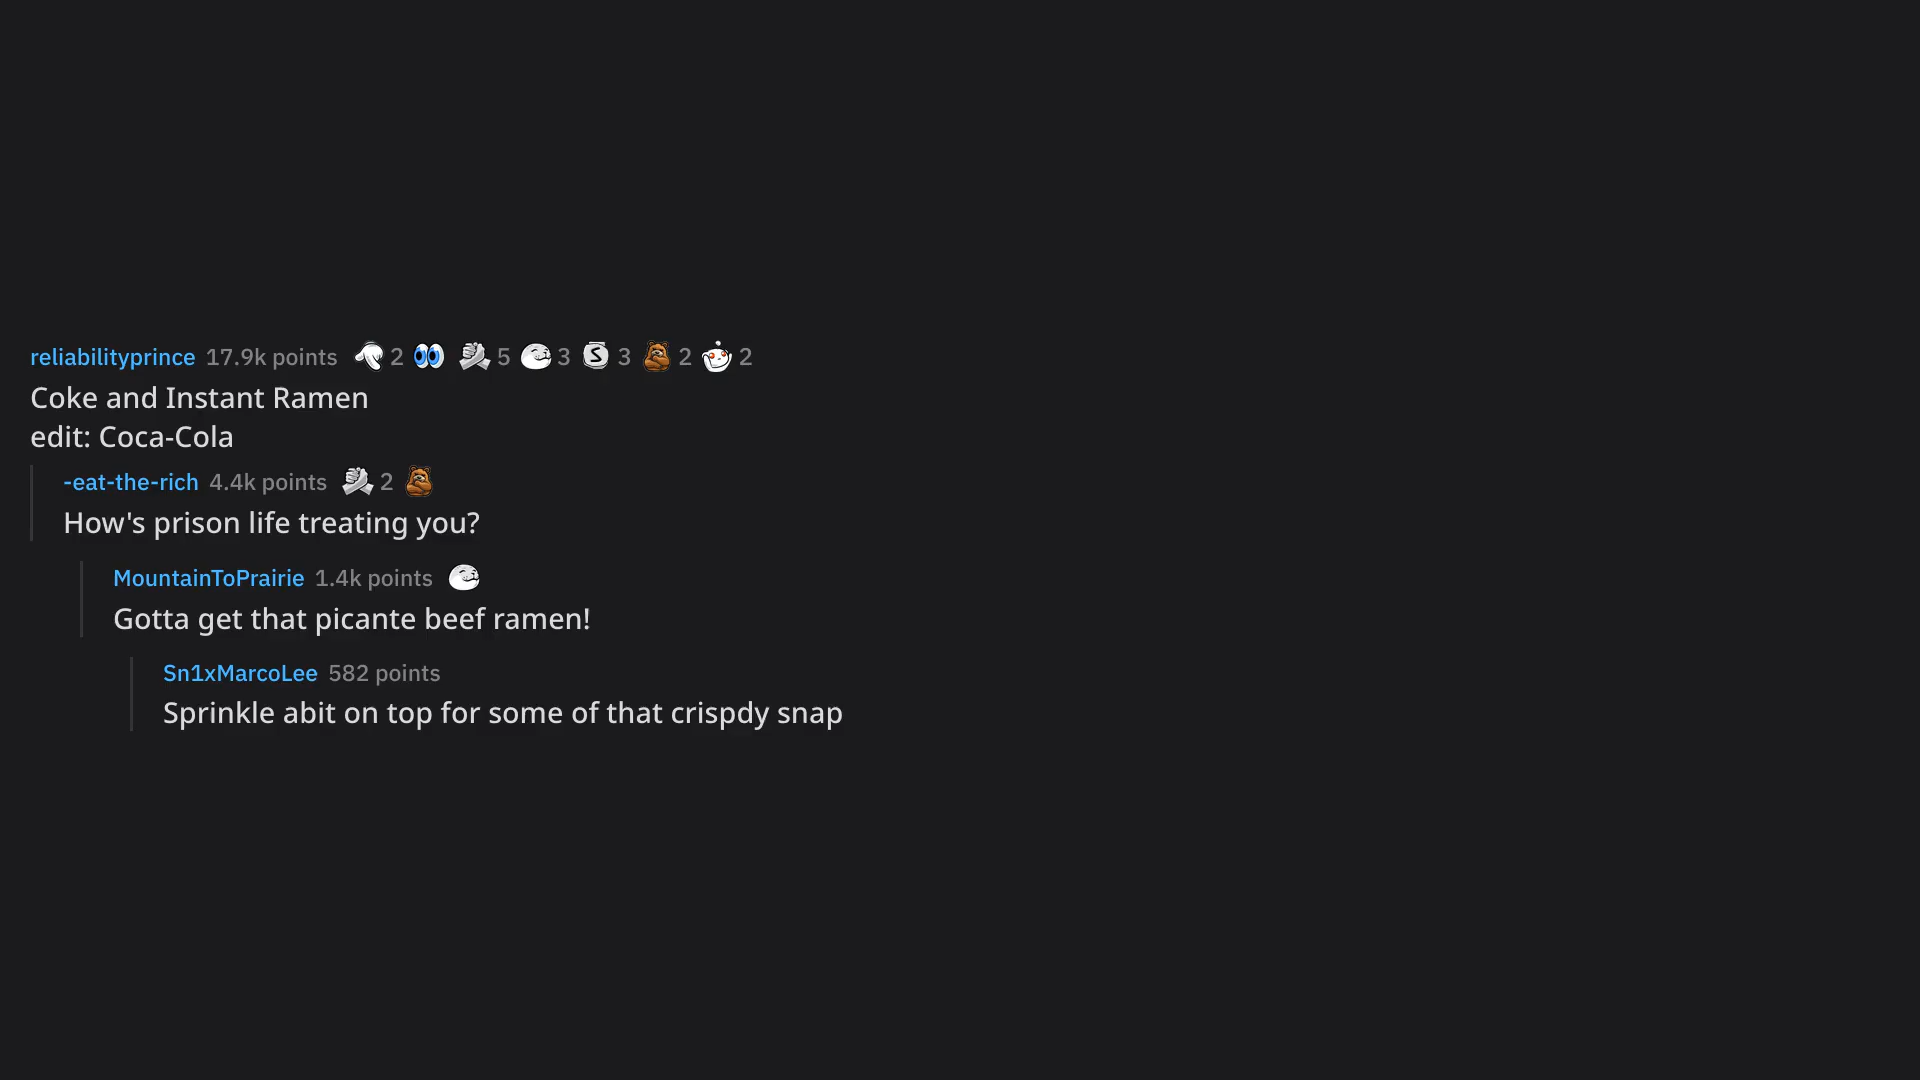 reliabilityprince 17.9k points 2 5 3 S 3 2 2
Coke and Instant Ramen
edit: Coca-Cola
-eat-the-rich 4.4k points 2
How's prison life treating you?
MountainToPrairie 1.4k points
Gotta get that picante beef ramen!
Sn1xMarcoLee 582 points
Sprinkle abit on top for some of that crispdy snap